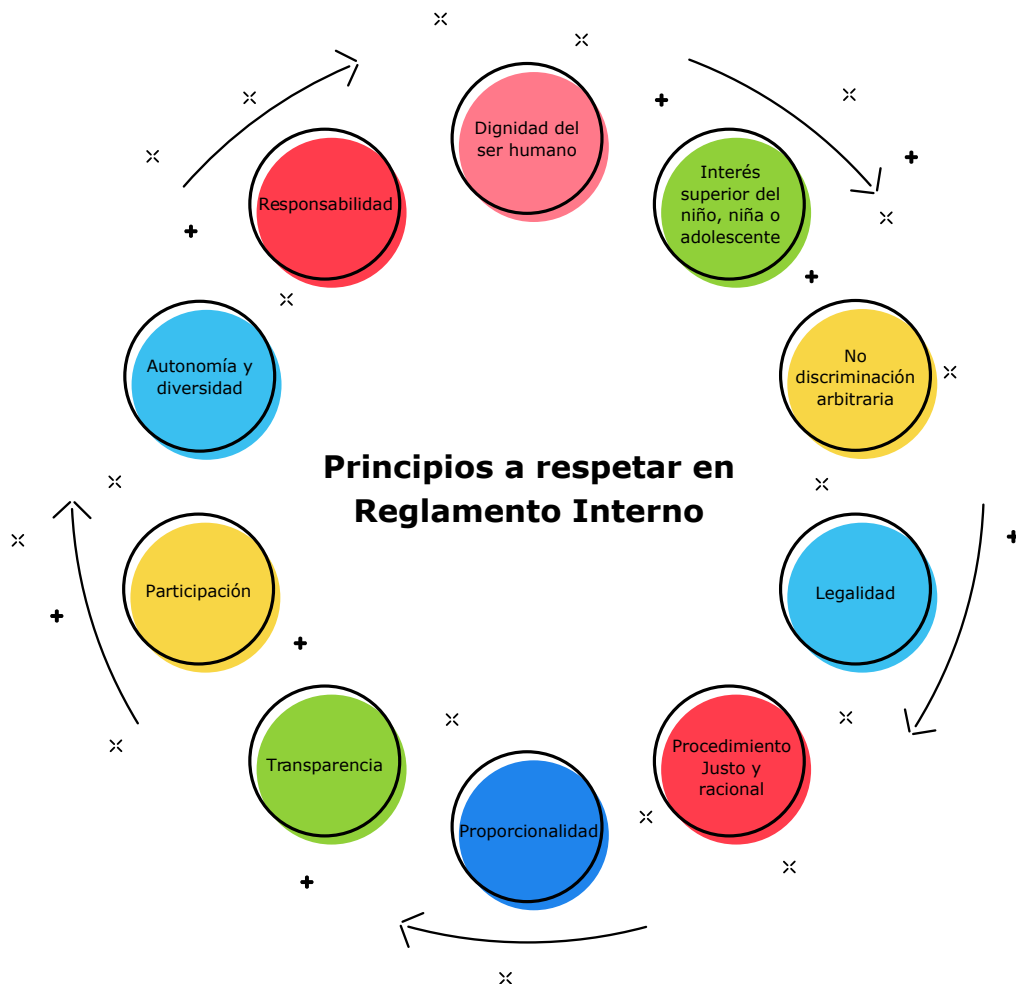 Dignidad del
ser humano
Interés
superior del
niño, niña o
adolescente
No
discriminación
arbitraria
Legalidad
Procedimiento
Justo y
racional
Proporcionalidad
Transparencia
Participación
Autonomía y
diversidad
Responsabilidad
Principios a respetar en
Reglamento Interno